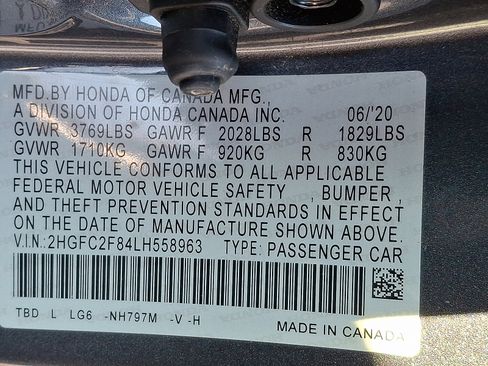 MFD.BY HONDA OF CANADA MFG.,
A DIVISION OF HONDA CANADA INC. 06/'20
GVWR 3769LBS GAWR F 2028LBS R 1829LBS
GVWR 1710KG GAWR F 920KG R 830KG
THIS VEHICLE CONFORMS TO ALL APPLICABLE
FEDERAL MOTOR VEHICLE SAFETY , BUMPER ,
AND THEFT PREVENTION STANDARDS IN EFFECT
ON THE DATE OF MANUFACTURE SHOWN ABOVE.
V.I.N.: 2HGFC2F84LH558963 TYPE: PASSENGER CAR
TBD L LG6 -NH797M -V -H
MADE IN CANADA